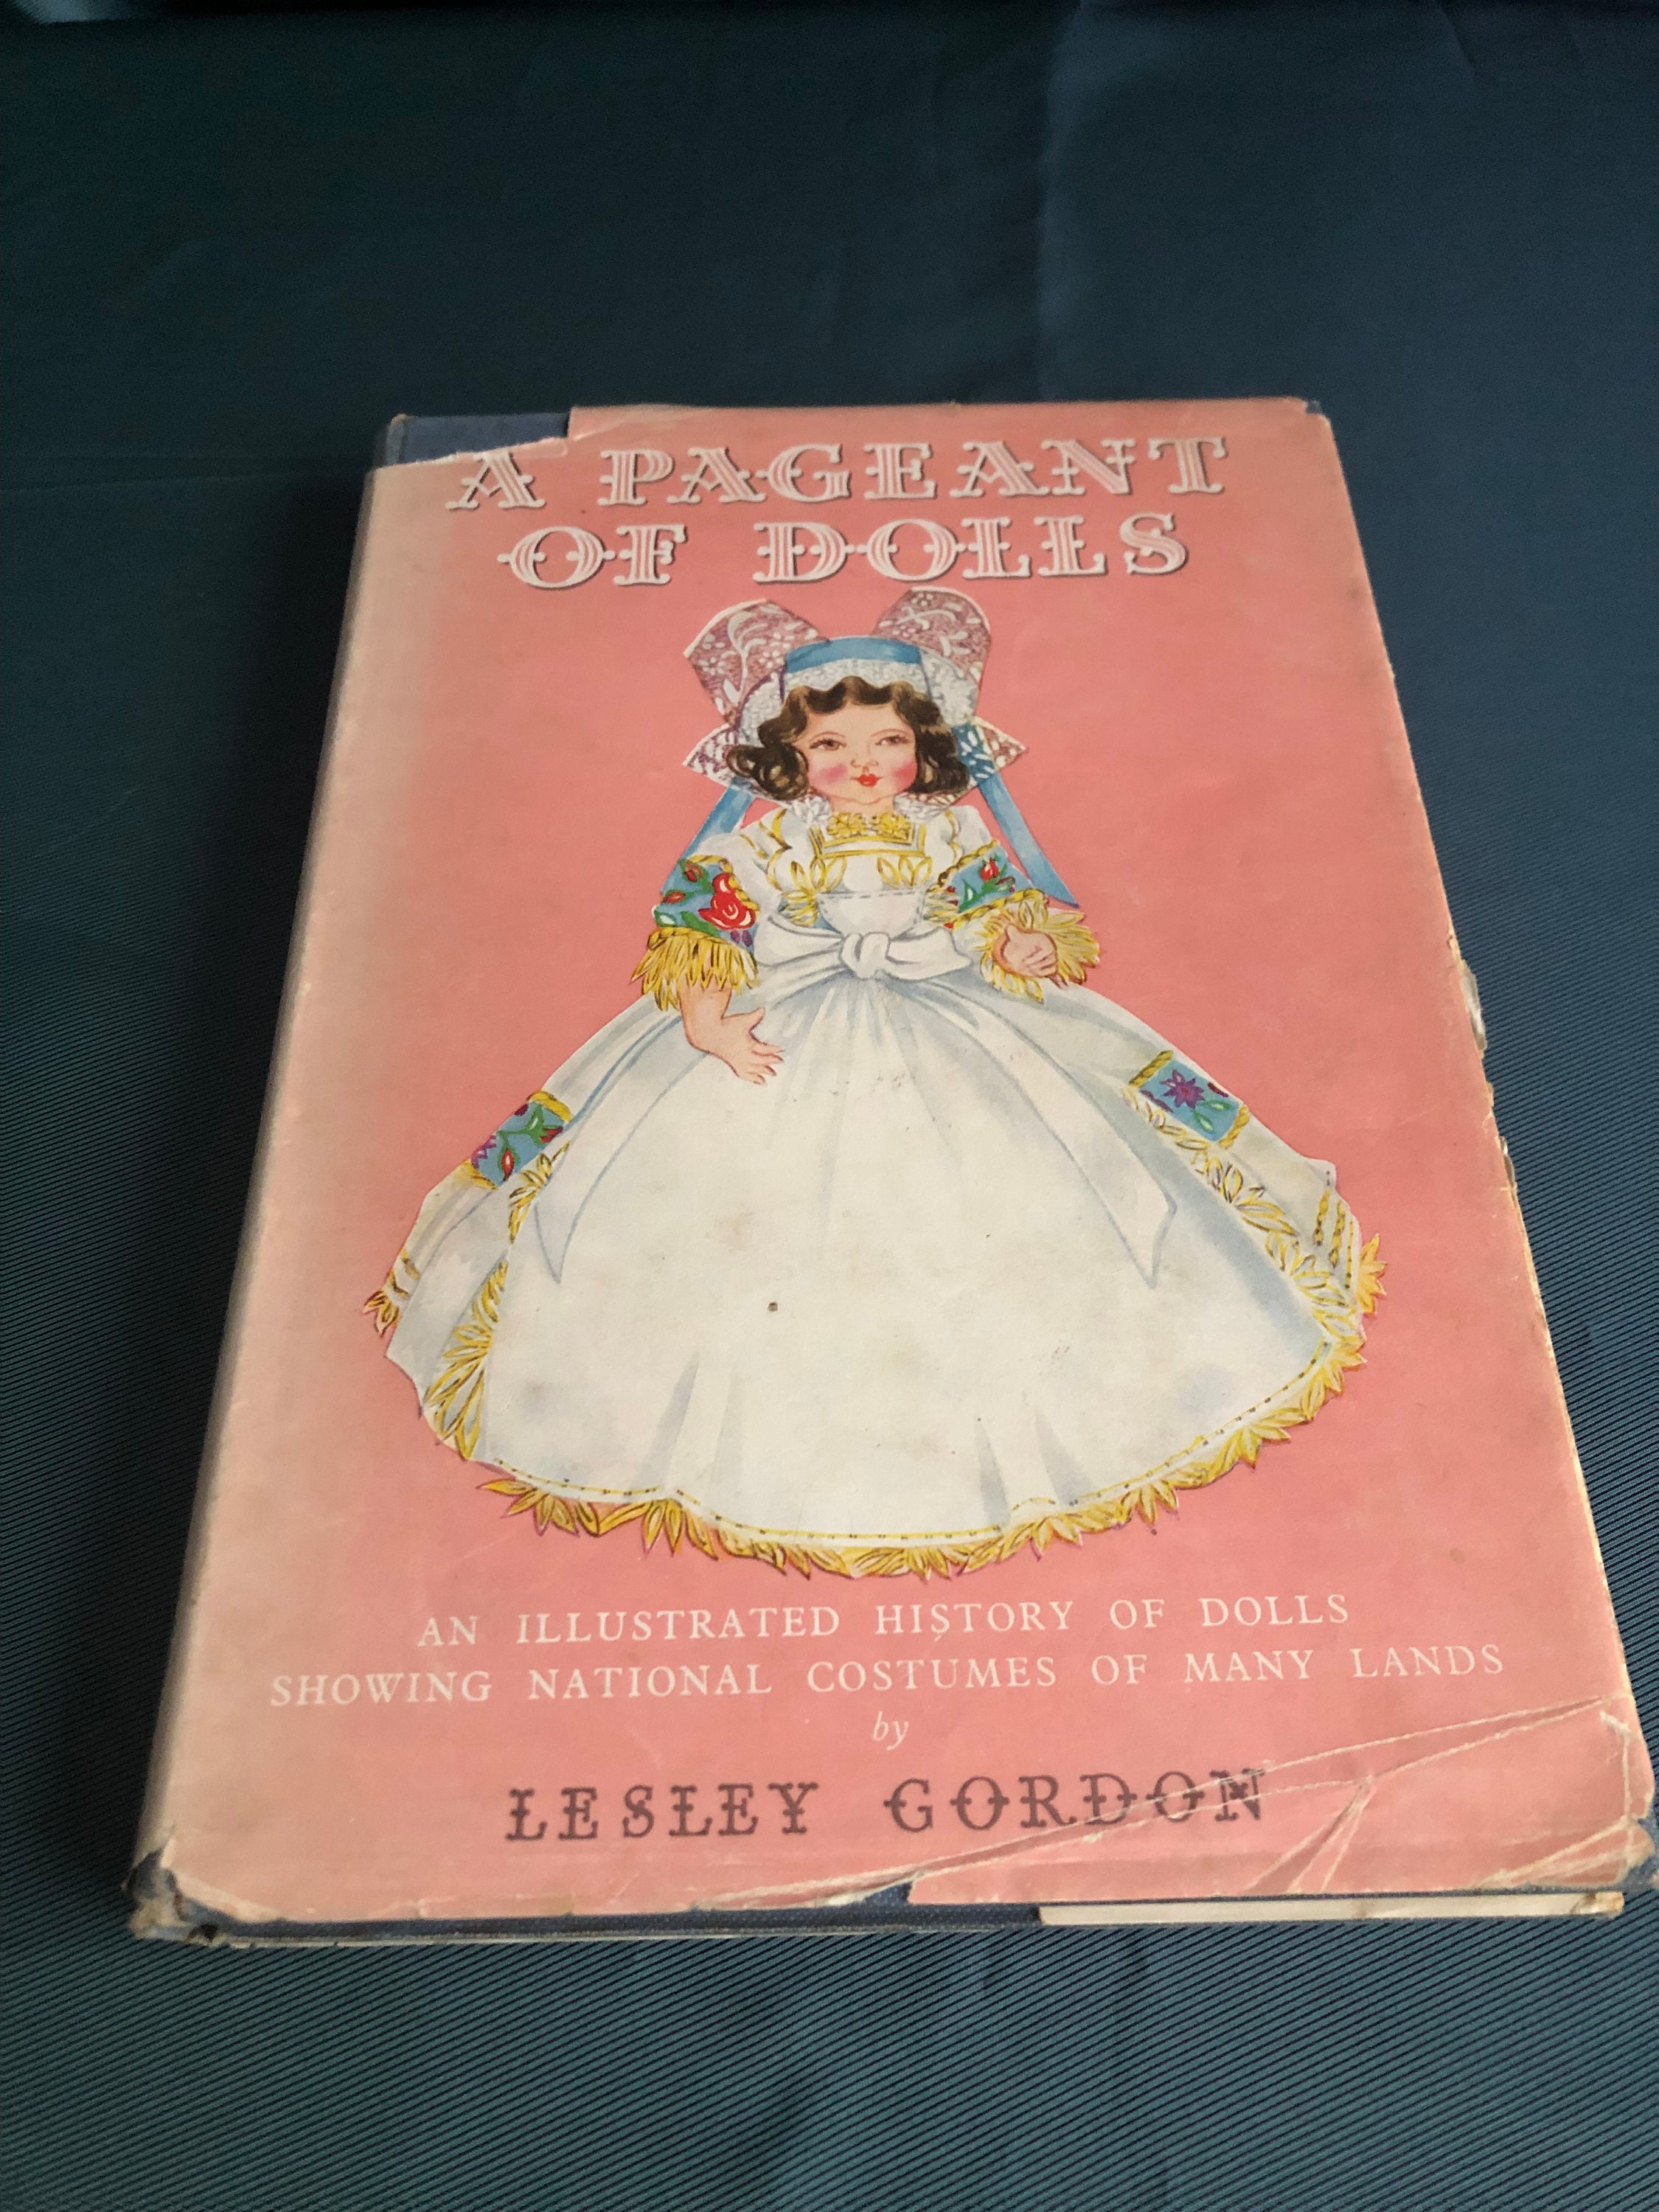 A PAGEANT
OF DOLLS
AN ILLUSTRATED HISTORY OF DOLLS
SHOWING NATIONAL COSTUMES OF MANY LANDS
by
LESLEY GORDON